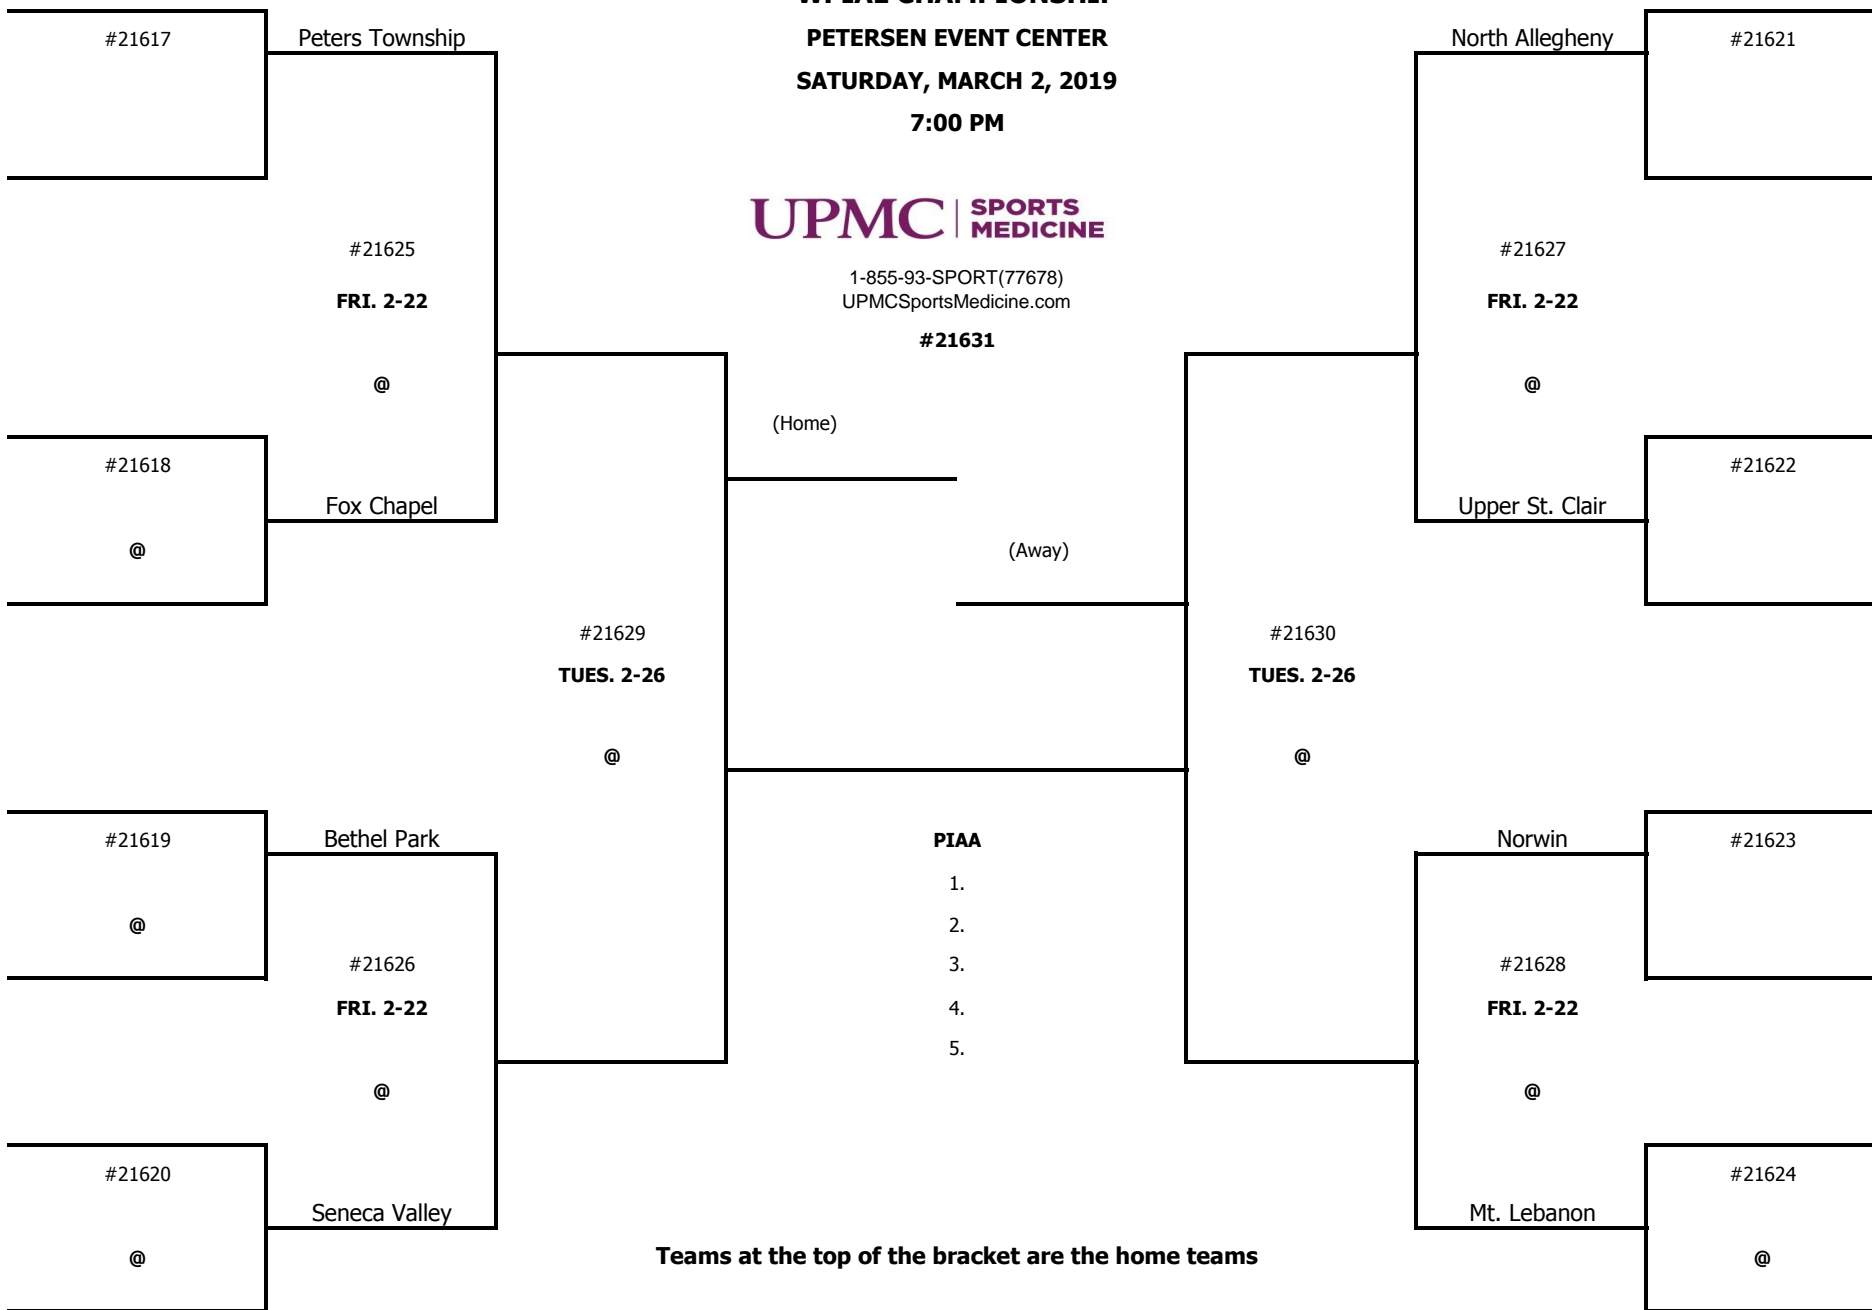 WPIAL CHAMPIONSHIP
PETERSEN EVENT CENTER
SATURDAY, MARCH 2, 2019
7:00 PM
UPMC SPORTS MEDICINE
1-855-93-SPORT(77678)
UPMCSportsMedicine.com
#21631
#21617
Peters Township
#21625
FRI. 2-22
@
#21618
Fox Chapel
@
#21629
TUES. 2-26
@
#21619
Bethel Park
@
#21626
FRI. 2-22
@
#21620
Seneca Valley
@
(Home)
(Away)
PIAA
1.
2.
3.
4.
5.
North Allegheny
#21621
#21627
FRI. 2-22
@
#21622
Upper St. Clair
#21630
TUES. 2-26
@
Norwin
#21623
#21628
FRI. 2-22
@
#21624
Mt. Lebanon
@
Teams at the top of the bracket are the home teams